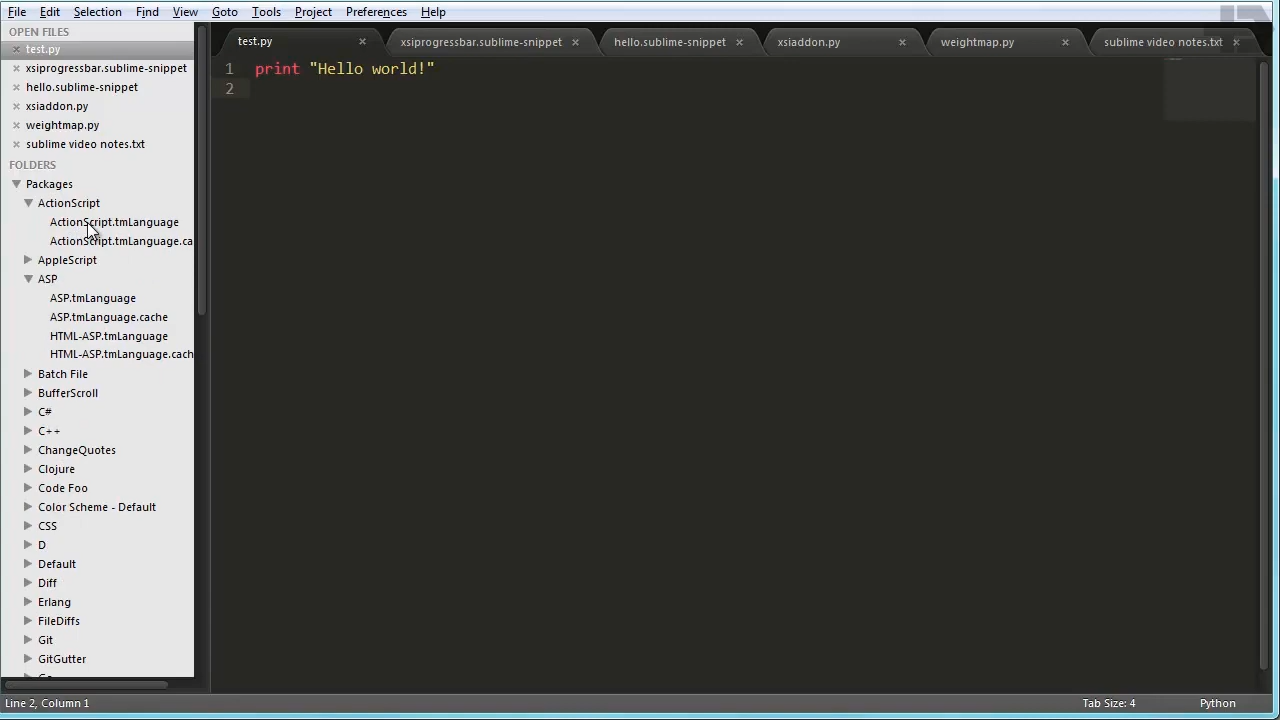 File Edit Selection Find View Goto Tools Project Preferences Help
OPEN FILES
test.py
xsiprogressbar.sublime-snippet
hello.sublime-snippet
xsiaddon.py
weightmap.py
sublime video notes.txt
FOLDERS
Packages
ActionScript
ActionScript.tmLanguage
ActionScript.tmLanguage.ca
AppleScript
ASP
ASP.tmLanguage
ASP.tmLanguage.cache
HTML-ASP.tmLanguage
HTML-ASP.tmLanguage.cach
Batch File
BufferScroll
C#
C++
ChangeQuotes
Clojure
Code Foo
Color Scheme - Default
CSS
D
Default
Diff
Erlang
FileDiffs
Git
GitGutter
test.py xsiprogressbar.sublime-snippet hello.sublime-snippet xsiaddon.py weightmap.py sublime video notes.txt
1 print "Hello world!"
2
Line 2, Column 1 Tab Size: 4 Python